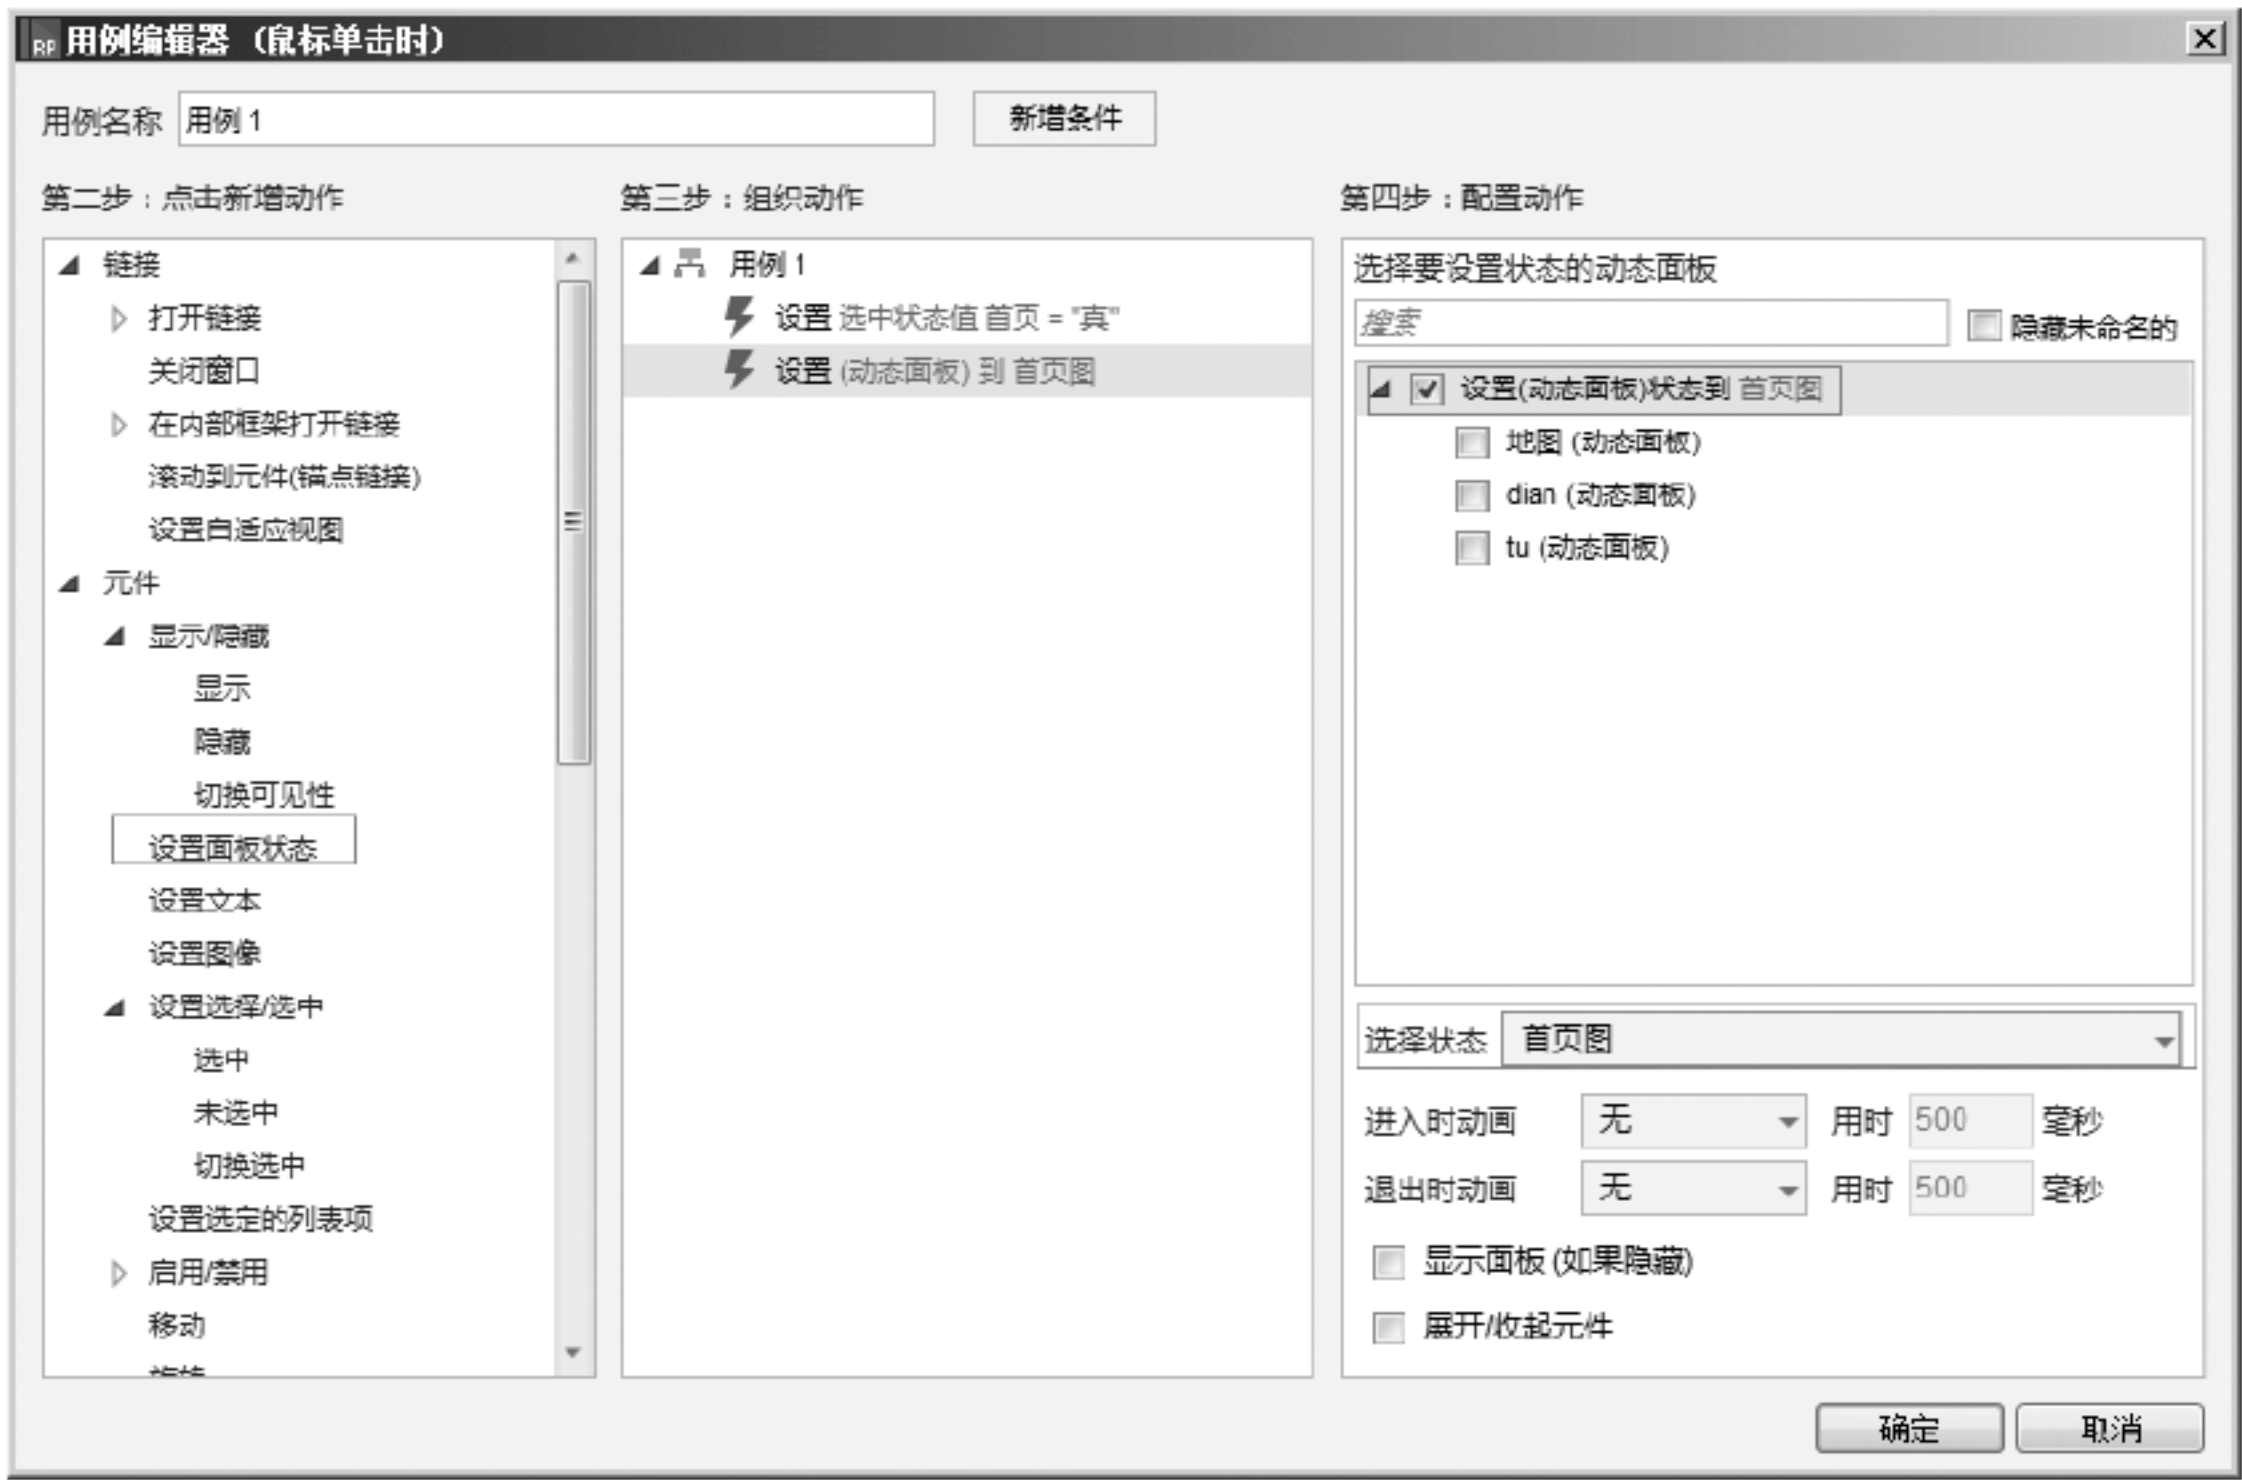 RP 用例编辑器 (鼠标单击时)
用例名称 用例 1 新增条件
第二步：点击新增动作
链接
打开链接
关闭窗口
在内部框架打开链接
滚动到元件(锚点链接)
设置自适应视图
元件
显示/隐藏
显示
隐藏
切换可见性
设置面板状态
设置文本
设置图像
设置选择/选中
选中
未选中
切换选中
设置选定的列表项
启用/禁用
移动
第三步：组织动作
用例 1
设置 选中状态值 首页 = "真"
设置 (动态面板) 到 首页图
第四步：配置动作
选择要设置状态的动态面板
搜索 隐藏未命名的
设置(动态面板)状态到 首页图
地图 (动态面板)
dian (动态面板)
tu (动态面板)
选择状态 首页图
进入时动画 无 用时 500 毫秒
退出时动画 无 用时 500 毫秒
显示面板 (如果隐藏)
展开/收起元件
确定 取消